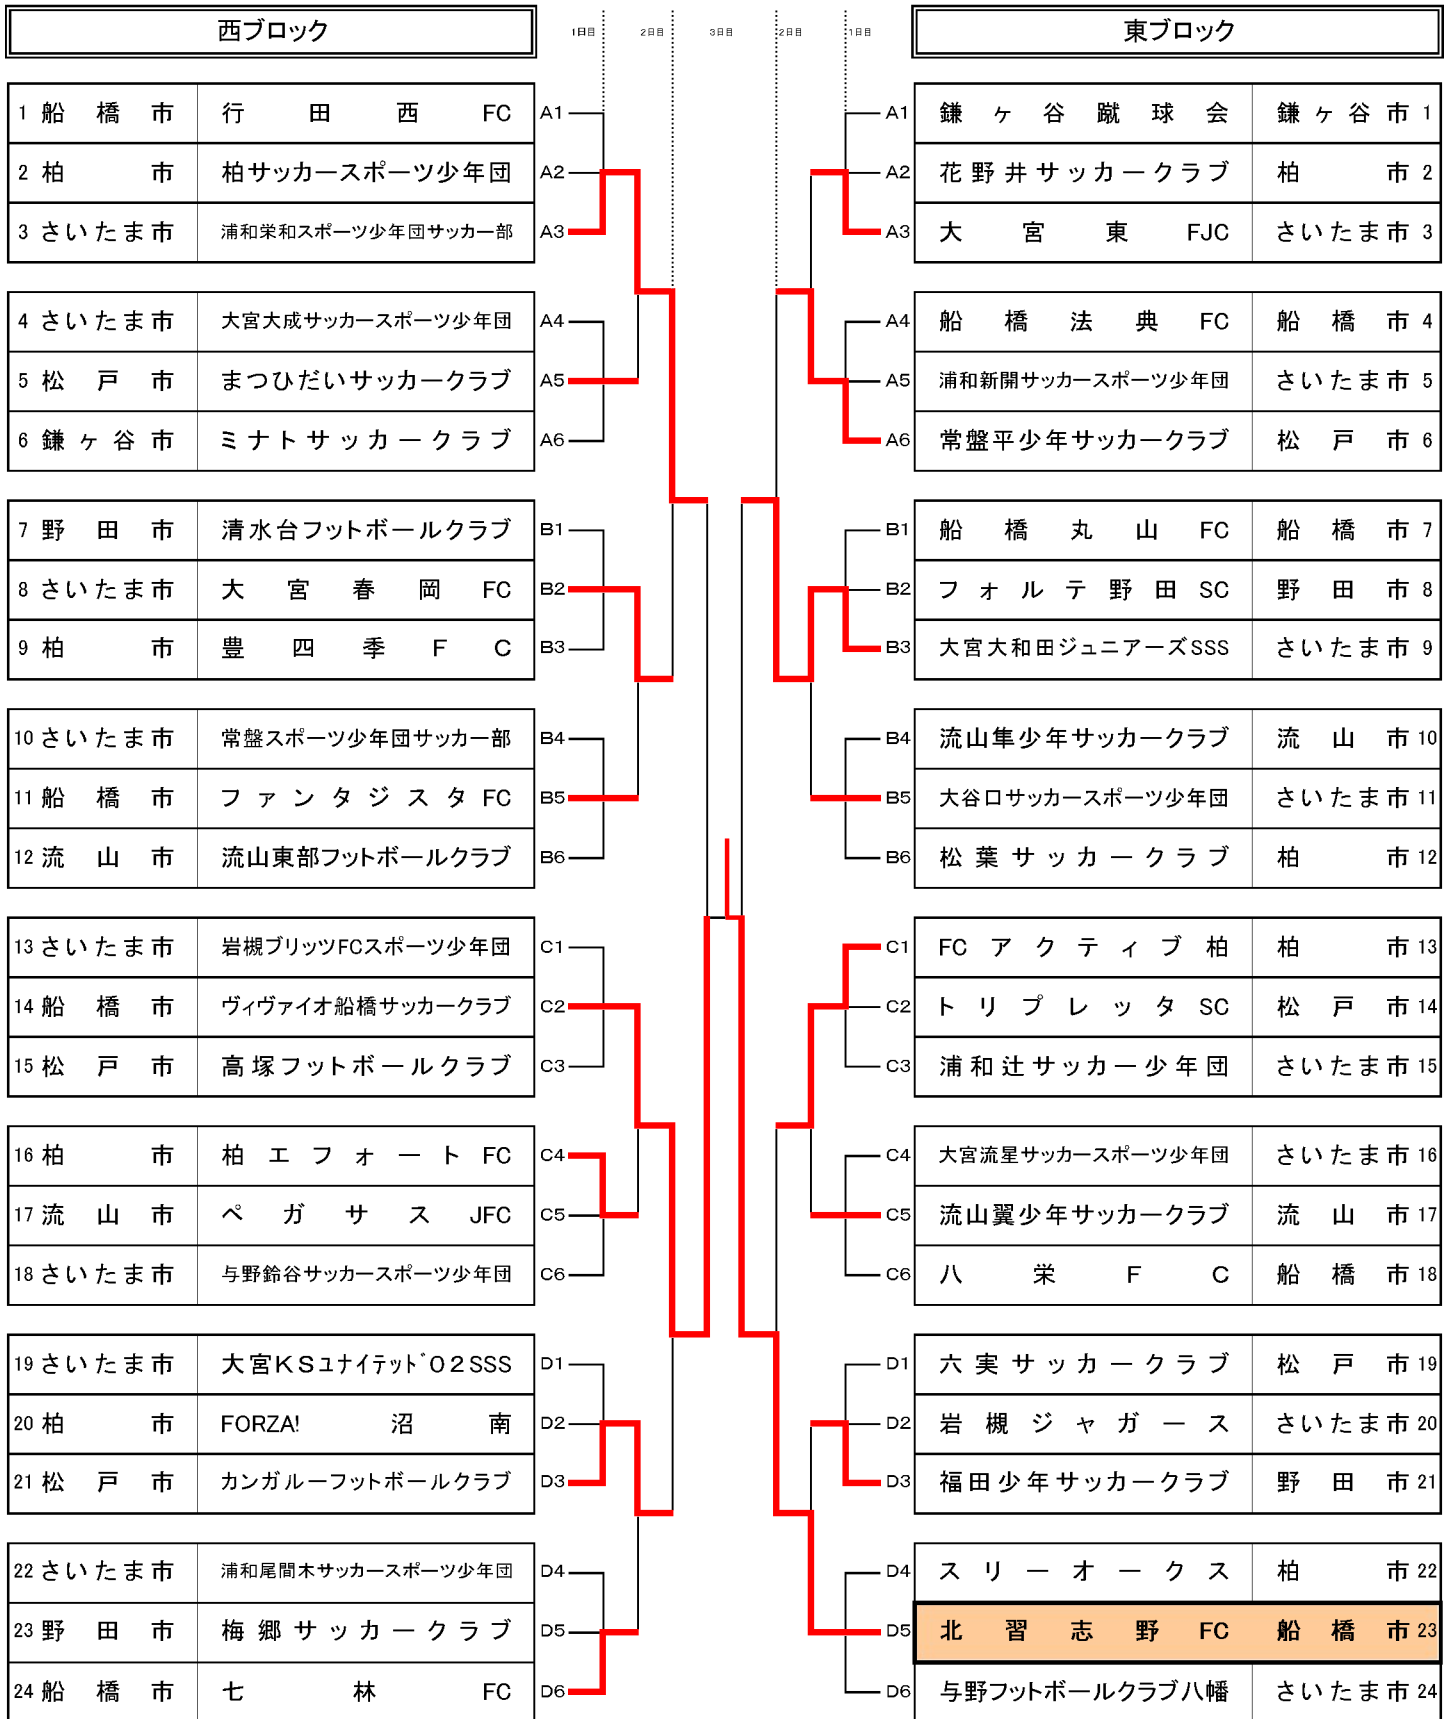 西ブロック 1日目 2日目 3日目 2日目 1日目 東ブロック
1 船橋市 行田西FC A1 A1 鎌ヶ谷蹴球会 鎌ヶ谷市 1
2 柏市 柏サッカースポーツ少年団 A2 A2 花野井サッカークラブ 柏市 2
3 さいたま市 浦和栄和スポーツ少年団サッカー部 A3 A3 大宮東FJC さいたま市 3
4 さいたま市 大宮大成サッカースポーツ少年団 A4 A4 船橋法典FC 船橋市 4
5 松戸市 まつひだいサッカークラブ A5 A5 浦和新開サッカースポーツ少年団 さいたま市 5
6 鎌ヶ谷市 ミナトサッカークラブ A6 A6 常盤平少年サッカークラブ 松戸市 6
7 野田市 清水台フットボールクラブ B1 B1 船橋丸山FC 船橋市 7
8 さいたま市 大宮春岡FC B2 B2 フォルテ野田SC 野田市 8
9 柏市 豊四季FC B3 B3 大宮大和田ジュニアーズSSS さいたま市 9
10 さいたま市 常盤スポーツ少年団サッカー部 B4 B4 流山隼少年サッカークラブ 流山市 10
11 船橋市 ファンタジスタFC B5 B5 大谷口サッカースポーツ少年団 さいたま市 11
12 流山市 流山東部フットボールクラブ B6 B6 松葉サッカークラブ 柏市 12
13 さいたま市 岩槻ブリッツFCスポーツ少年団 C1 C1 FCアクティブ柏 柏市 13
14 船橋市 ヴィヴァイオ船橋サッカークラブ C2 C2 トリプレッタSC 松戸市 14
15 松戸市 高塚フットボールクラブ C3 C3 浦和辻サッカー少年団 さいたま市 15
16 柏市 柏エフォートFC C4 C4 大宮流星サッカースポーツ少年団 さいたま市 16
17 流山市 ペガサスJFC C5 C5 流山翼少年サッカークラブ 流山市 17
18 さいたま市 与野鈴谷サッカースポーツ少年団 C6 C6 八栄FC 船橋市 18
19 さいたま市 大宮KSユナイテッド02SSS D1 D1 六実サッカークラブ 松戸市 19
20 柏市 FORZA! 沼南 D2 D2 岩槻ジャガース さいたま市 20
21 松戸市 カンガルーフットボールクラブ D3 D3 福田少年サッカークラブ 野田市 21
22 さいたま市 浦和尾間木サッカースポーツ少年団 D4 D4 スリーオークス 柏市 22
23 野田市 梅郷サッカークラブ D5 D5 北習志野FC 船橋市 23
24 船橋市 七林FC D6 D6 与野フットボールクラブ八幡 さいたま市 24